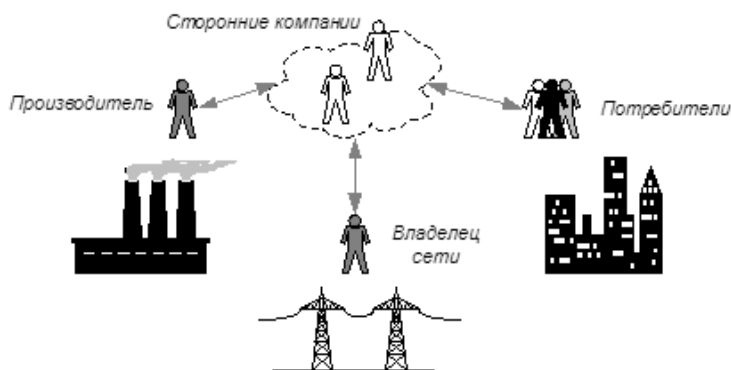 Сторонние компании
Производитель
Потребители
Владелец
сети